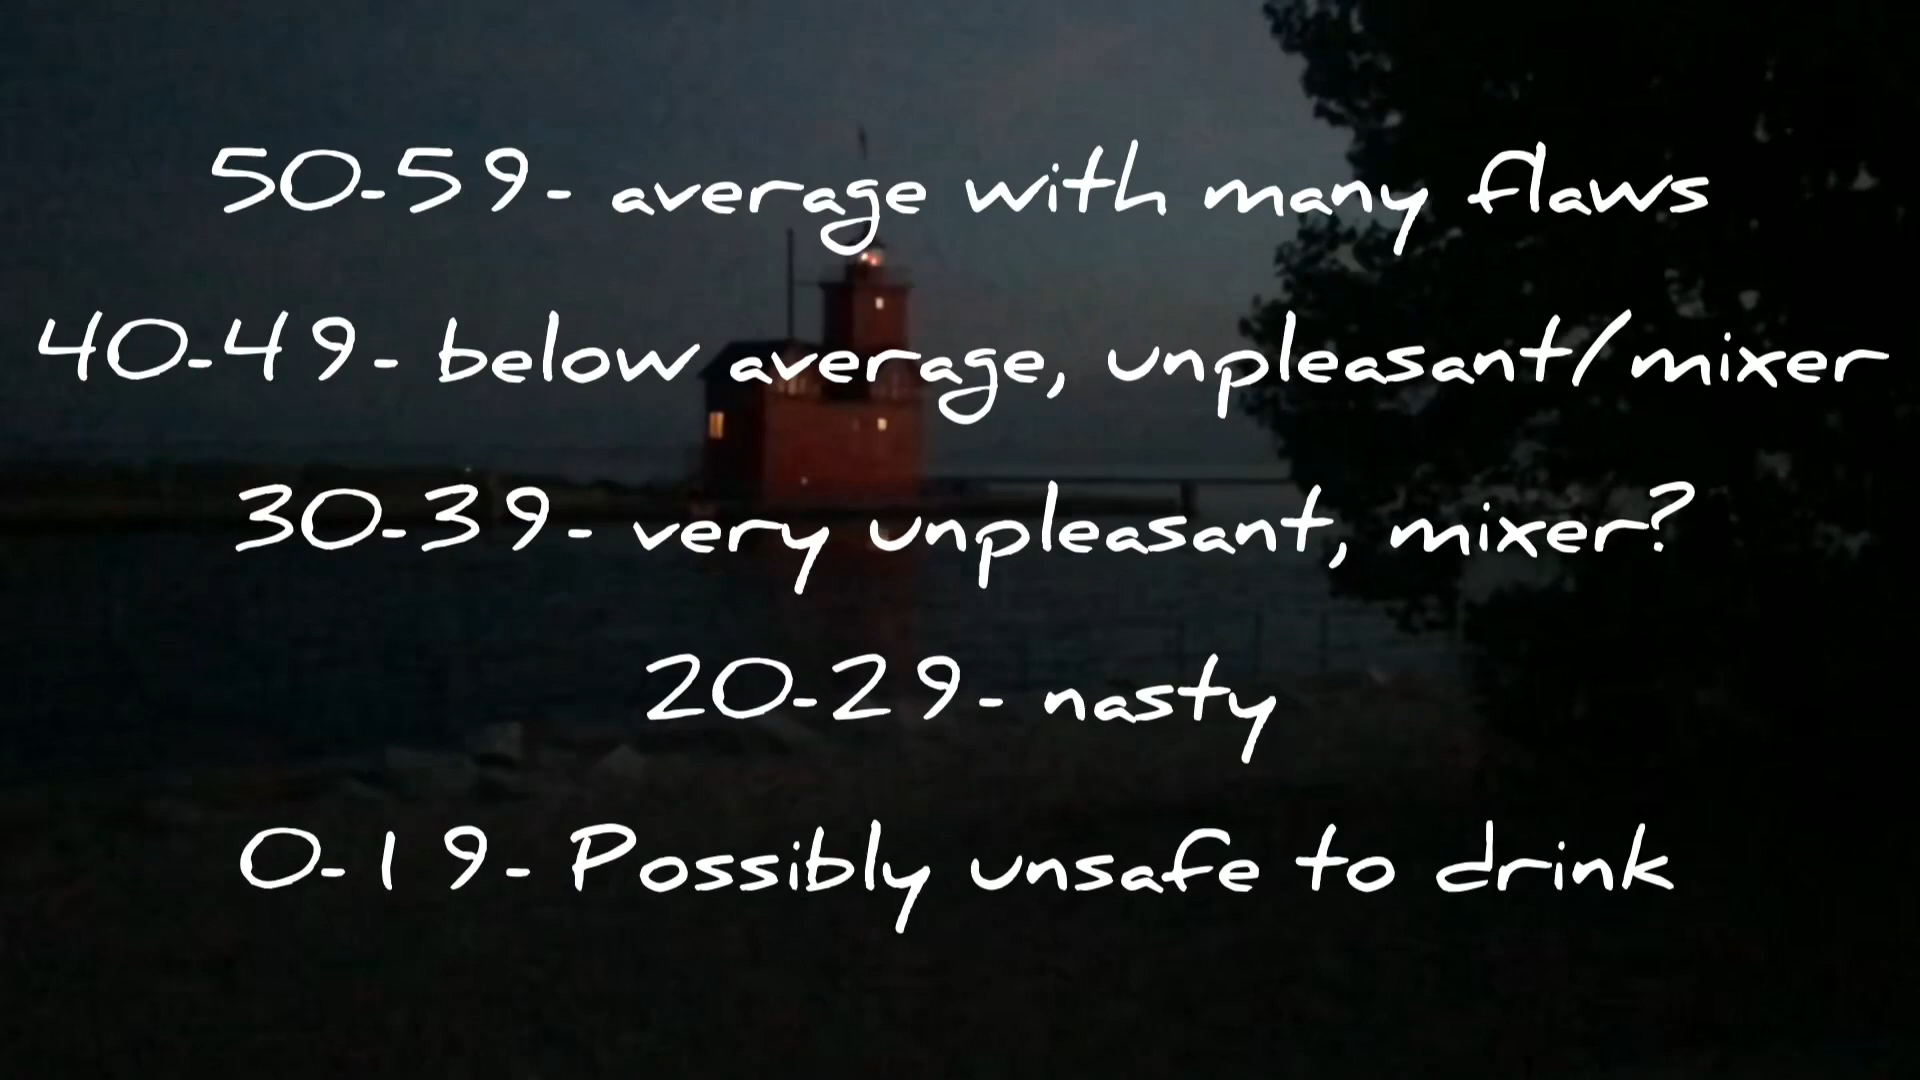 50-59- average with many flaws
40-49- below average, unpleasant/mixer
30-39- very unpleasant, mixer?
20-29- nasty
0-19- Possibly unsafe to drink